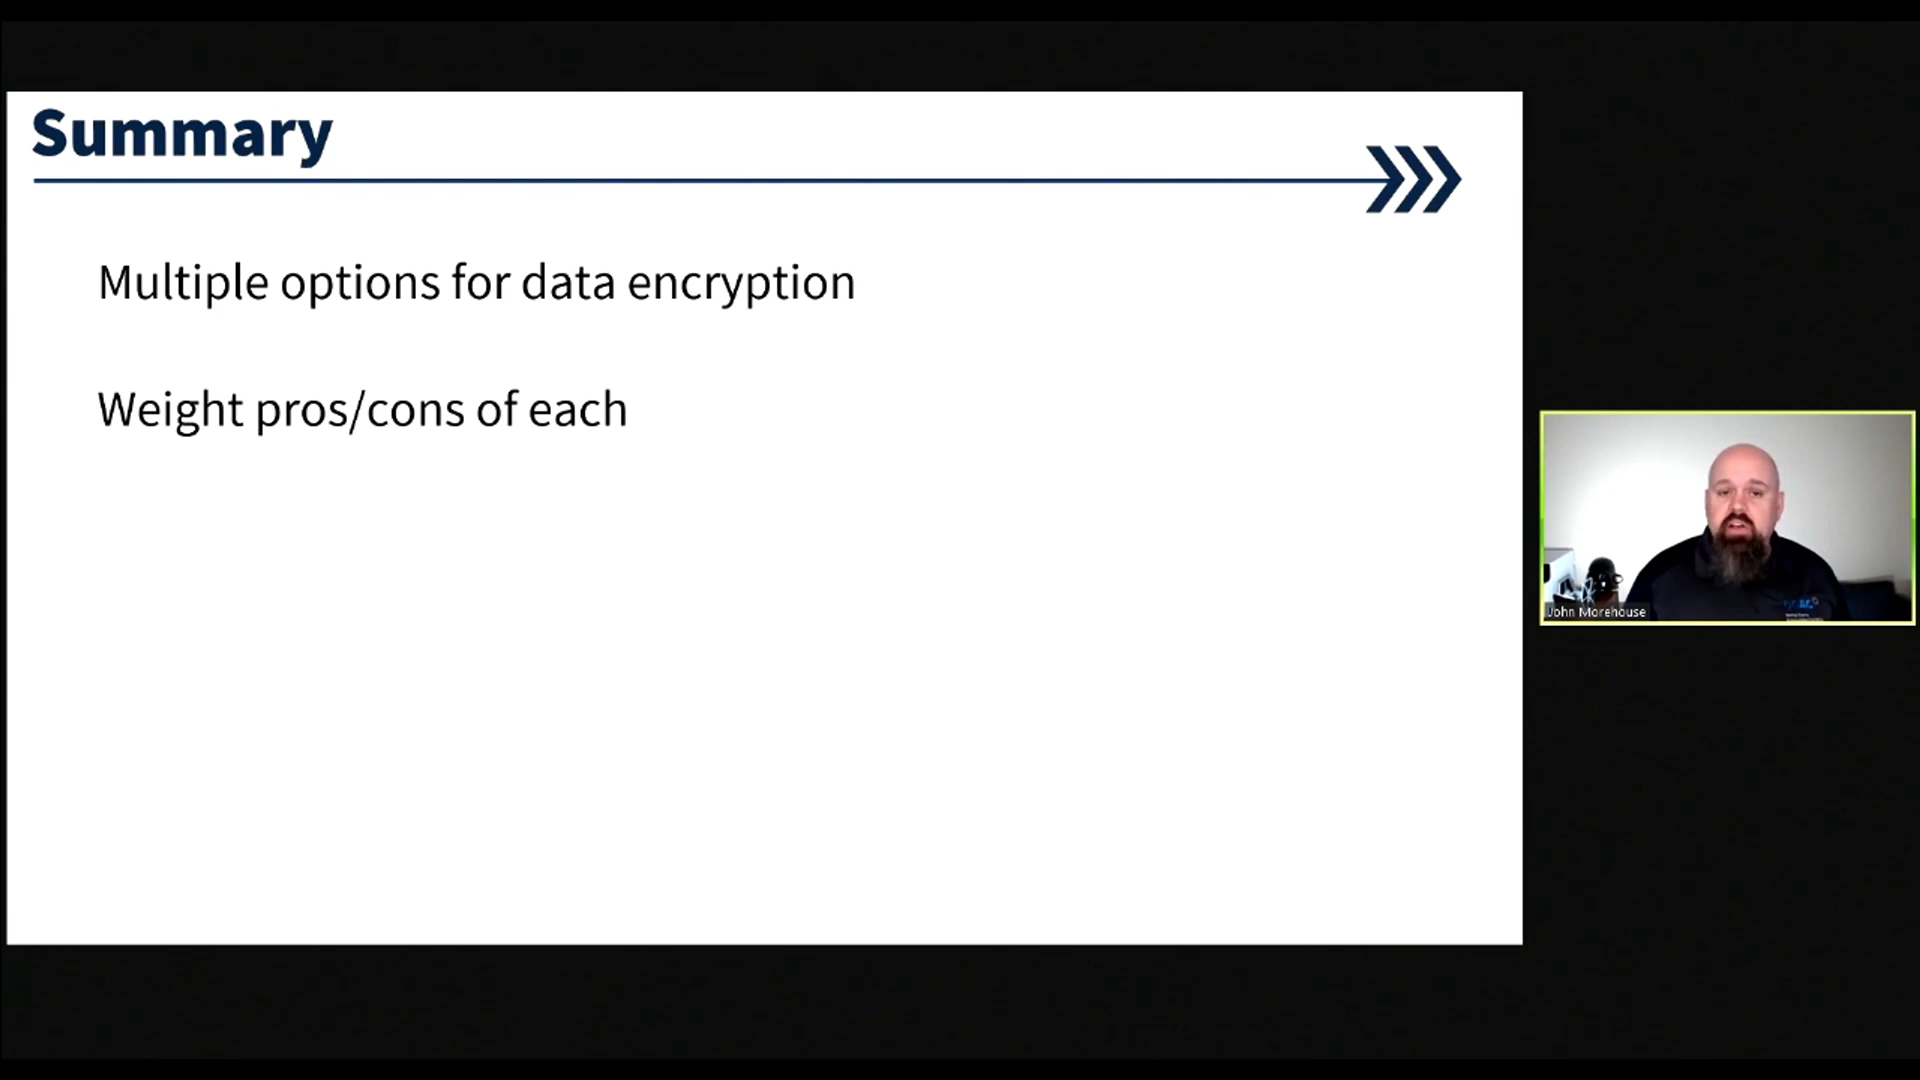 Summary
Multiple options for data encryption
Weight pros/cons of each
John Morehouse